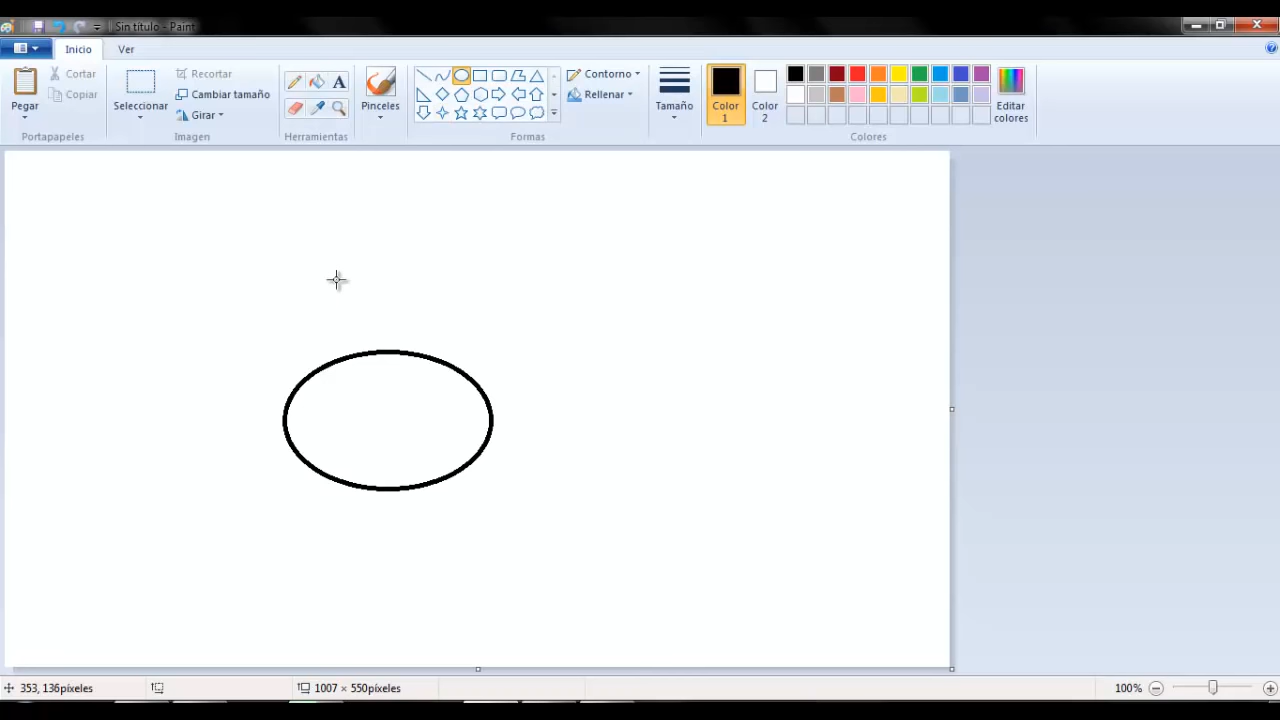 Sin título - Paint
Inicio Ver
Pegar
Cortar
Copiar
Portapapeles
Seleccionar
Recortar
Cambiar tamaño
Girar
Imagen
A
Herramientas
Pinceles
Formas
Contorno
Rellenar
Tamaño
Color 1
Color 2
Editar colores
Colores
353, 136píxeles
1007 × 550píxeles
100%